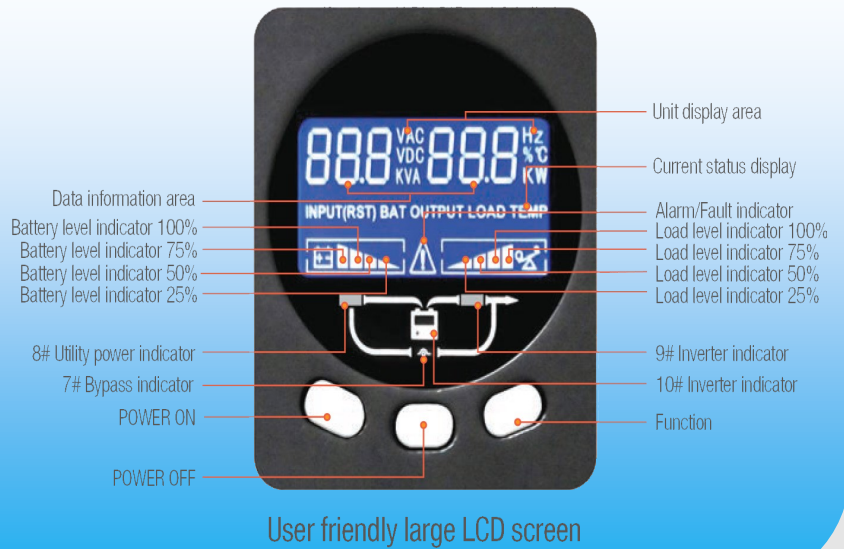 888 VAC VDC KVA 888 Hz % °C KW
INPUT(RST) BAT OUTPUT LOAD TEMP
Unit display area
Current status display
Data information area
Alarm/Fault indicator
Battery level indicator 100%
Load level indicator 100%
Battery level indicator 75%
Load level indicator 75%
Battery level indicator 50%
Load level indicator 50%
Battery level indicator 25%
Load level indicator 25%
8# Utility power indicator
9# Inverter indicator
7# Bypass indicator
10# Inverter indicator
POWER ON
Function
POWER OFF
User friendly large LCD screen